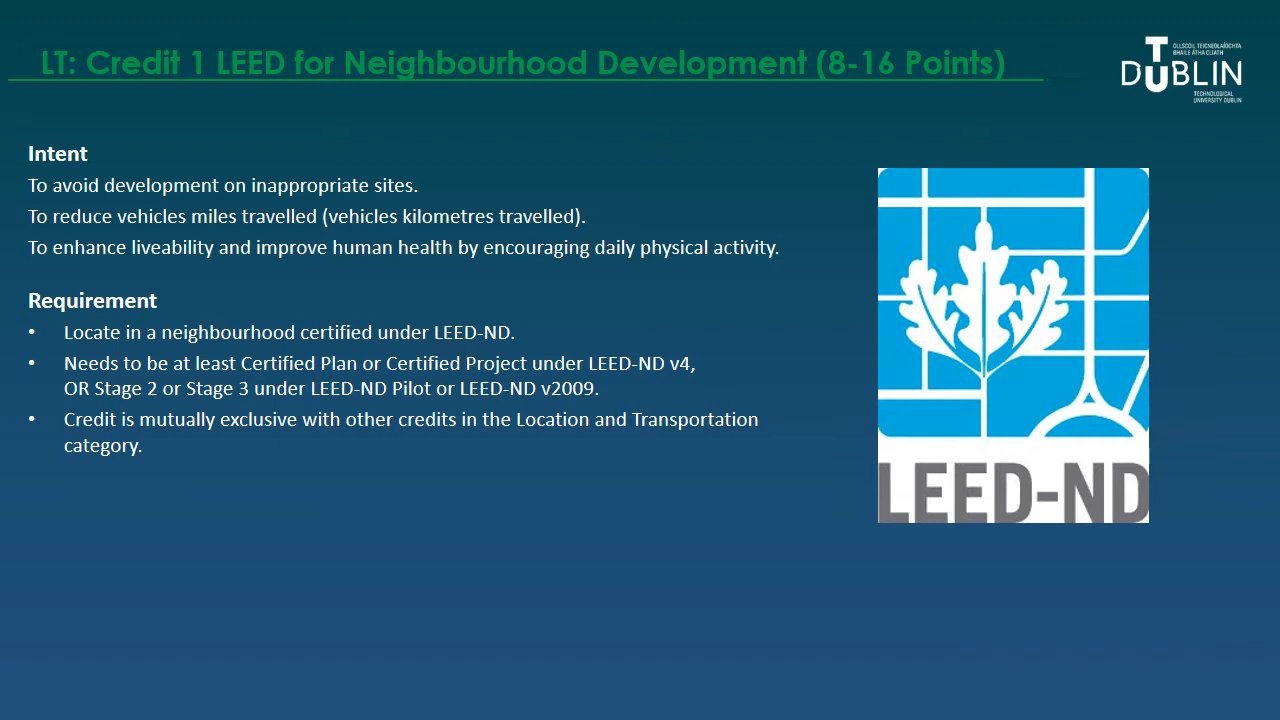 LT: Credit 1 LEED for Neighbourhood Development (8-16 Points)
OLLSCOIL TEICNEOLAÍOCHTA
BHAILE ÁTHA CLIATH
TU DUBLIN
TECHNOLOGICAL
UNIVERSITY DUBLIN
Intent
To avoid development on inappropriate sites.
To reduce vehicles miles travelled (vehicles kilometres travelled).
To enhance liveability and improve human health by encouraging daily physical activity.
Requirement
• Locate in a neighbourhood certified under LEED-ND.
• Needs to be at least Certified Plan or Certified Project under LEED-ND v4,
OR Stage 2 or Stage 3 under LEED-ND Pilot or LEED-ND v2009.
• Credit is mutually exclusive with other credits in the Location and Transportation
category.
LEED-ND